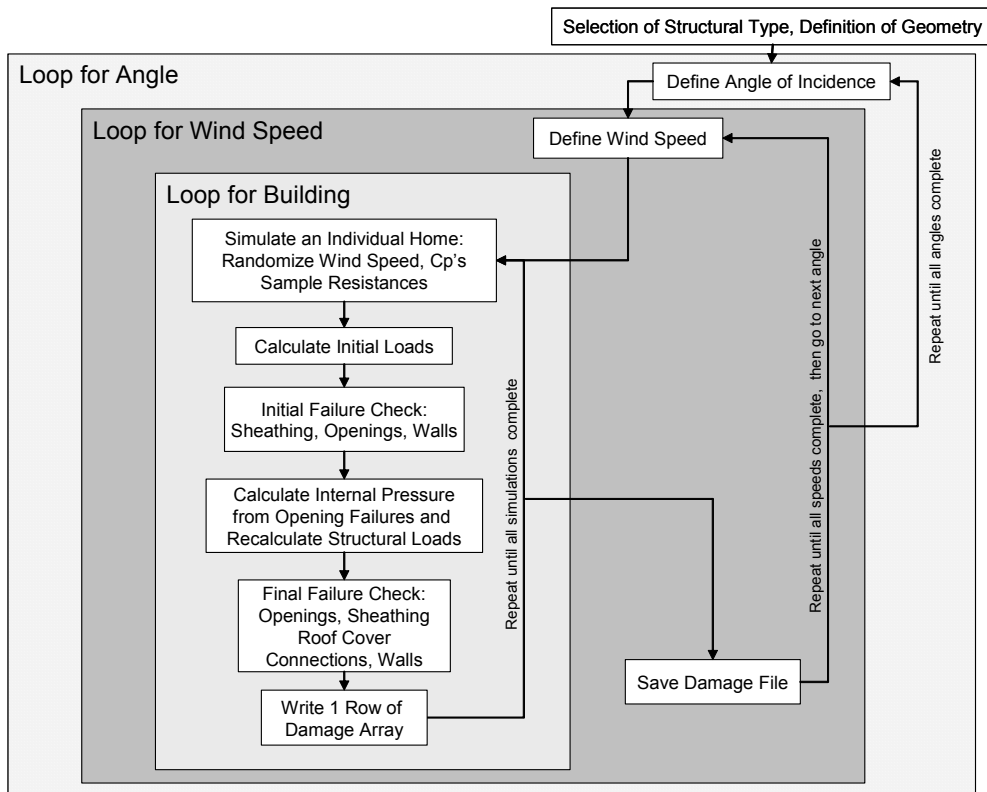 Selection of Structural Type, Definition of Geometry
Loop for Angle
Define Angle of Incidence
Loop for Wind Speed
Define Wind Speed
Loop for Building
Simulate an Individual Home:
Randomize Wind Speed, Cp's
Sample Resistances
Calculate Initial Loads
Initial Failure Check:
Sheathing, Openings, Walls
Calculate Internal Pressure
from Opening Failures and
Recalculate Structural Loads
Final Failure Check:
Openings, Sheathing
Roof Cover
Connections, Walls
Write 1 Row of
Damage Array
Repeat until all simulations complete
Save Damage File
Repeat until all speeds complete, then go to next angle
Repeat until all angles complete